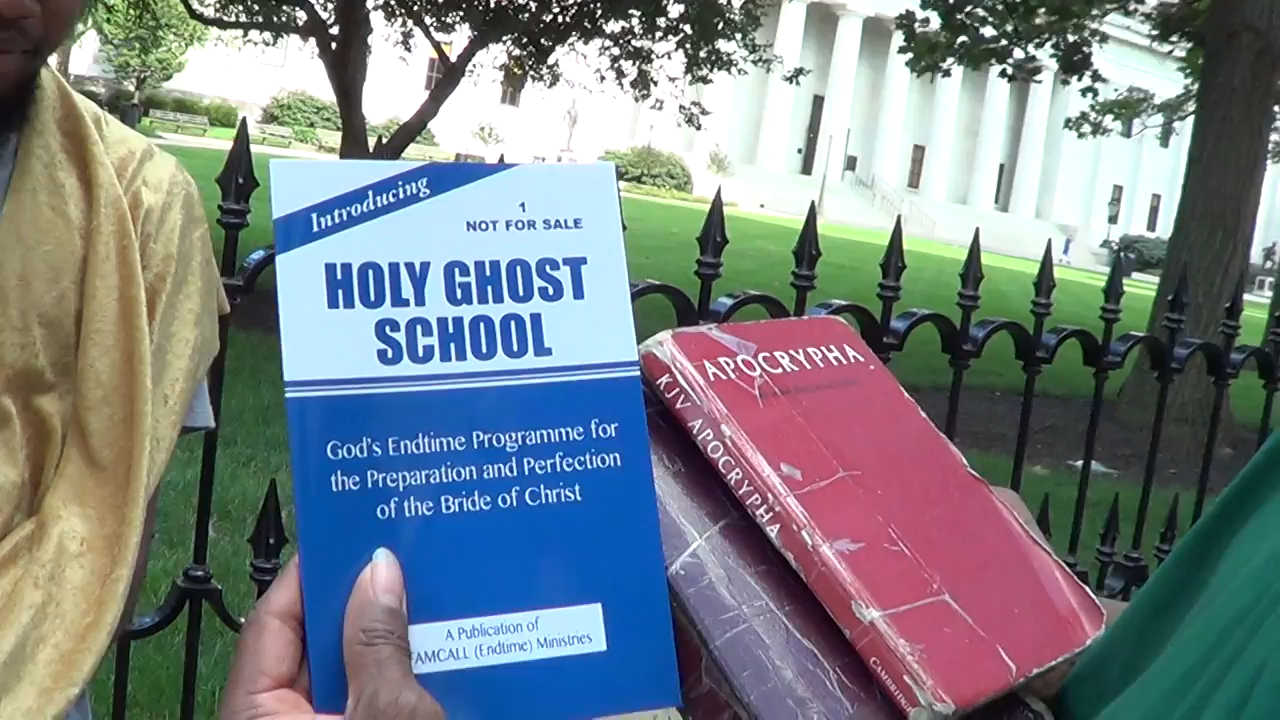 Introducing
1
NOT FOR SALE
HOLY GHOST
SCHOOL
God's Endtime Programme for
the Preparation and Perfection
of the Bride of Christ
A Publication of
AMCALL (Endtime) Ministries
APOCRYPHA
KJV APOCRYPHA